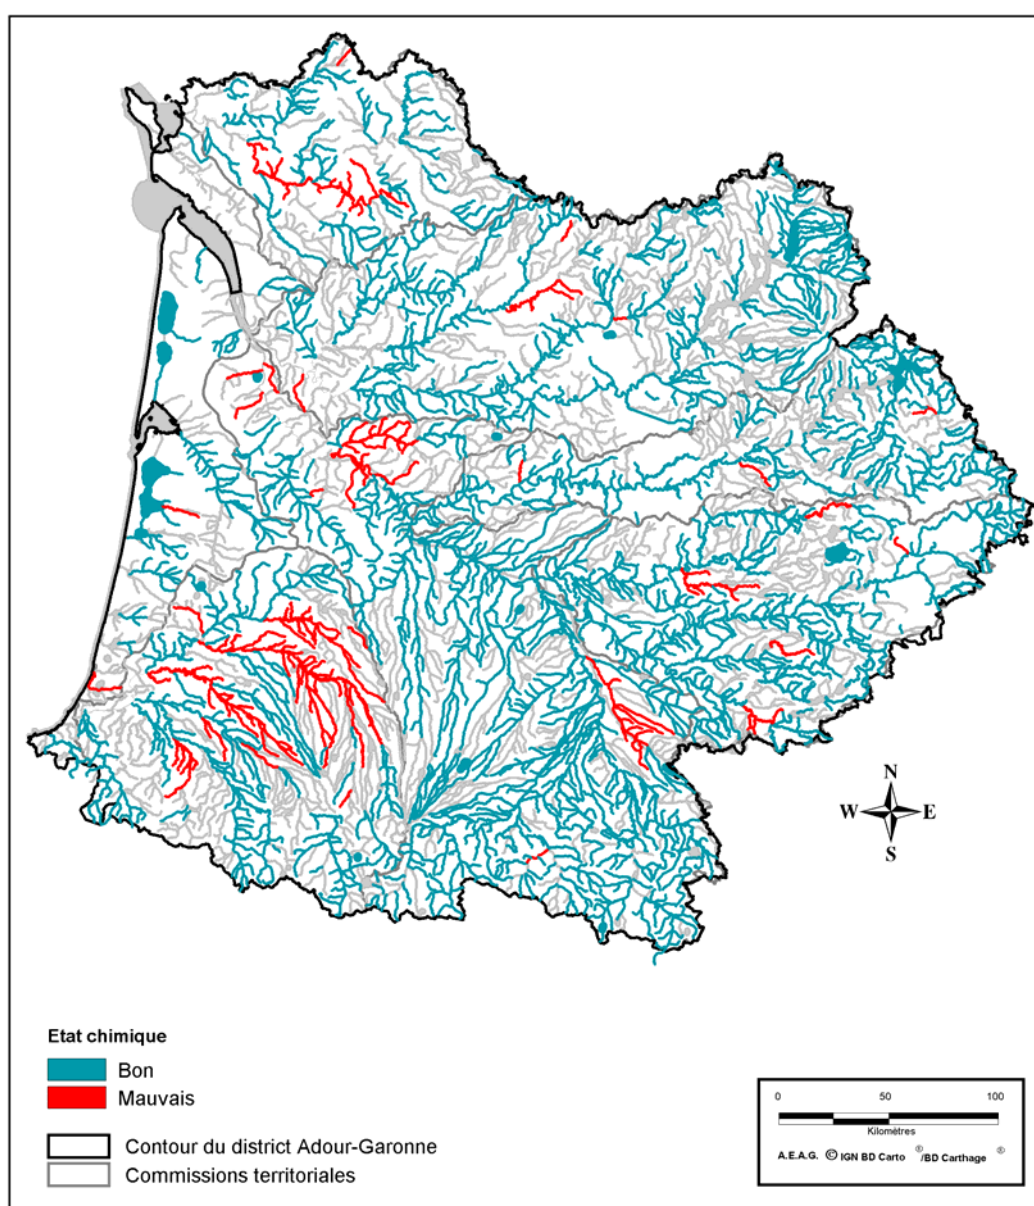 N
W E
S
Etat chimique
Bon
Mauvais
Contour du district Adour-Garonne
Commissions territoriales
0 50 100
Kilomètres
A.E.A.G. © IGN BD Carto ® /BD Carthage ®